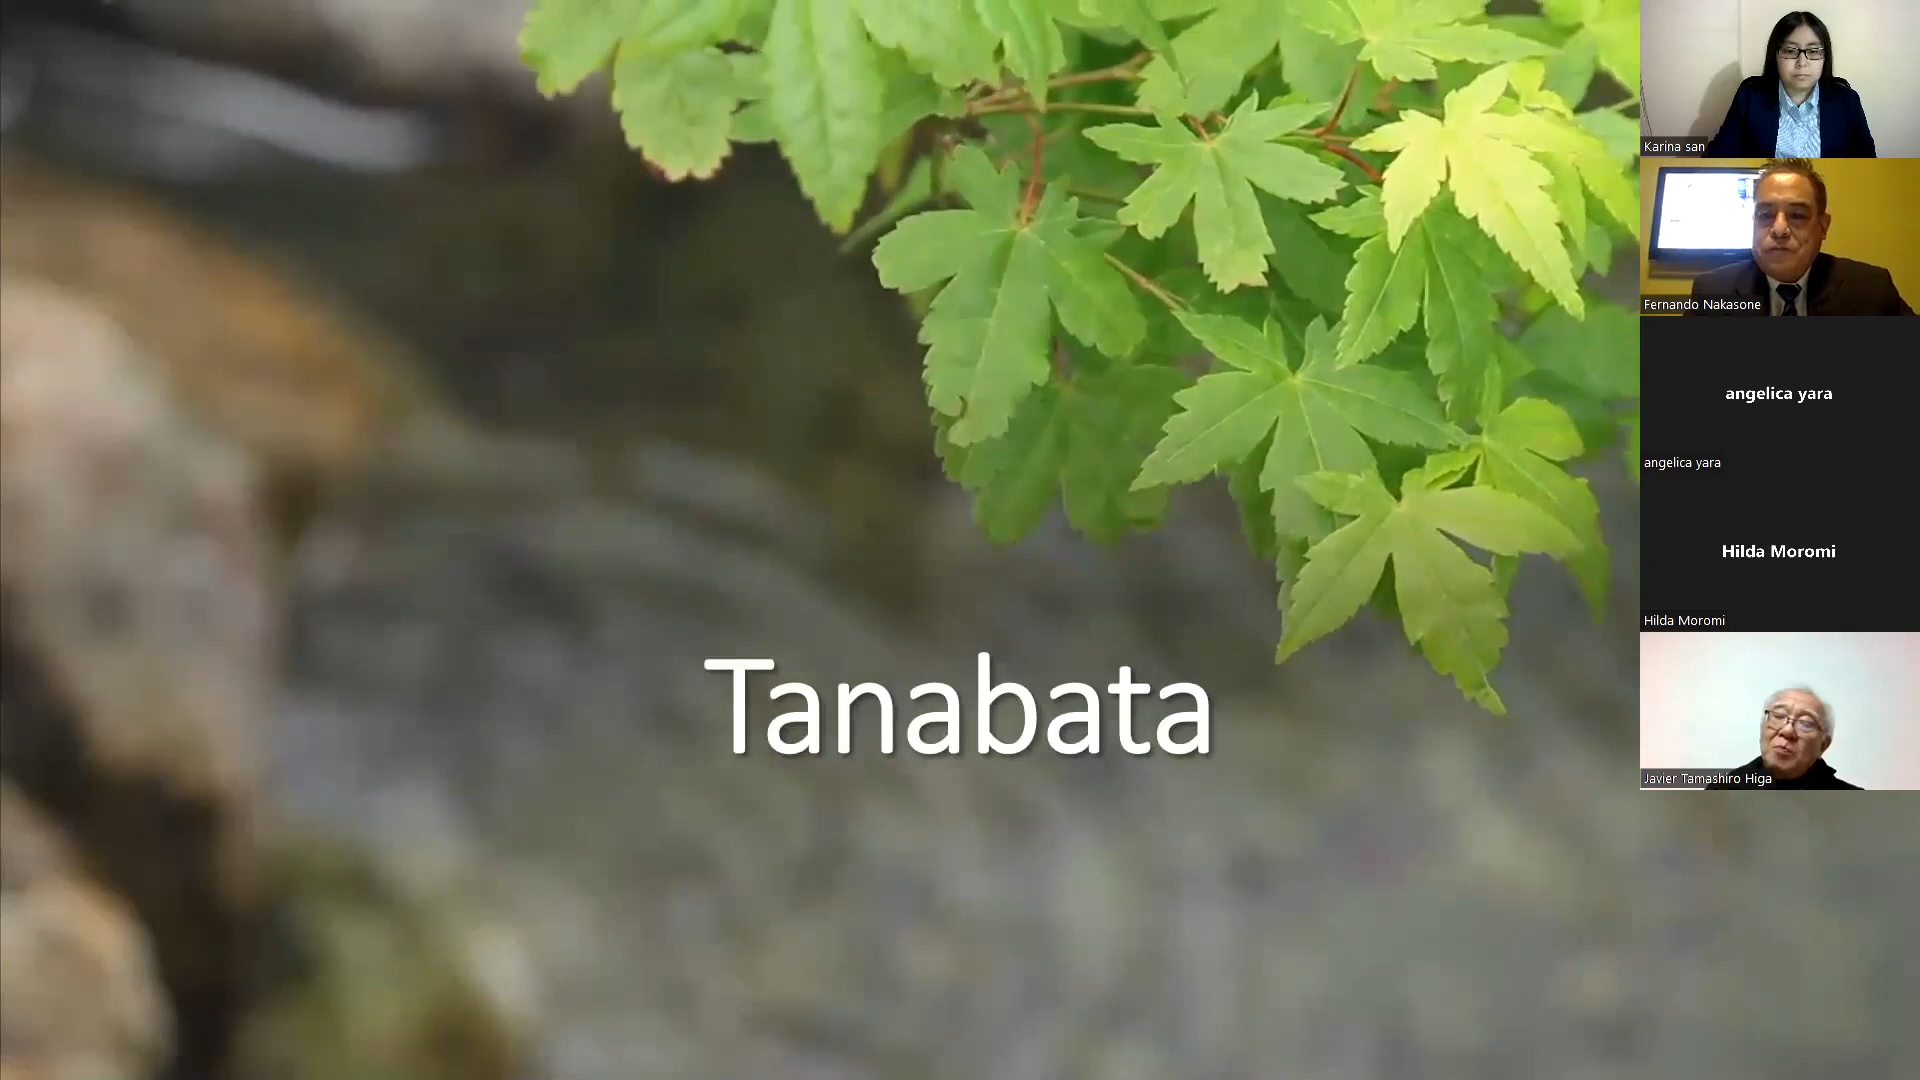 Tanabata
Karina san
Fernando Nakasone
angelica yara
angelica yara
Hilda Moromi
Hilda Moromi
Javier Tamashiro Higa